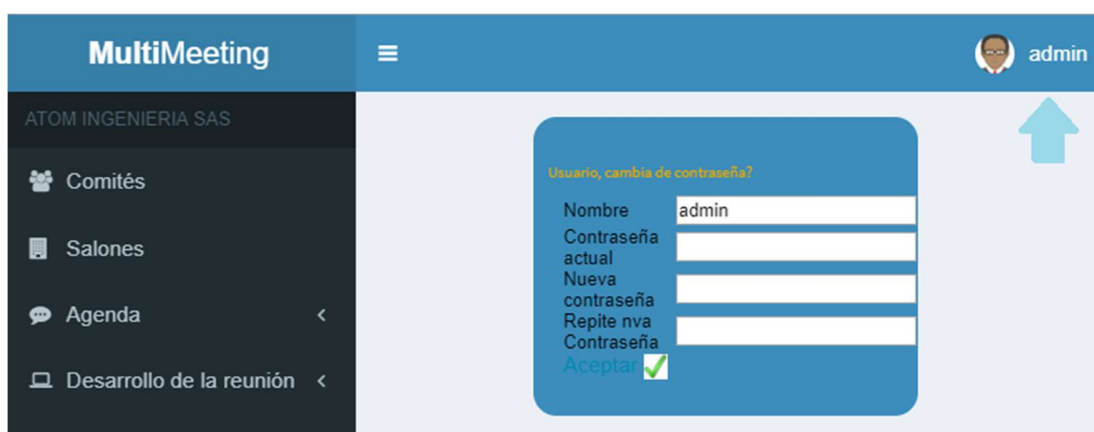 MultiMeeting
admin
ATOM INGENIERIA SAS
Comités
Salones
Agenda
Desarrollo de la reunión
Usuario, cambia de contraseña?
Nombre admin
Contraseña
actual
Nueva
contraseña
Repite nva
Contraseña
Aceptar